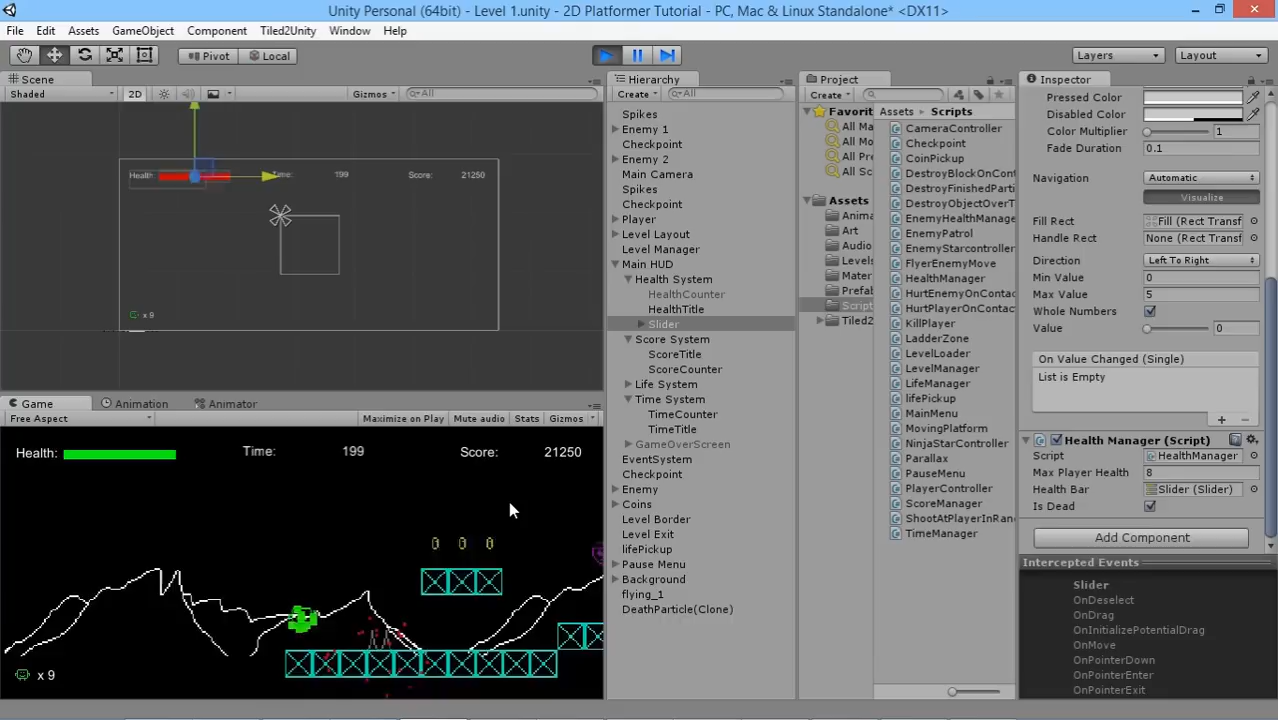 Unity Personal (64bit) - Level 1.unity - 2D Platformer Tutorial - PC, Mac & Linux Standalone* <DX11>
File Edit Assets GameObject Component Tiled2Unity Window Help
Pivot Local Layers Layout
Scene
Shaded 2D Gizmos All
Health: Time: 199 Score: 21250
x 9
Game Animation Animator
Free Aspect Maximize on Play Mute audio Stats Gizmos
Health: Time: 199 Score: 21250
0 0 0
x 9
Hierarchy
Create All
Spikes
Enemy 1
Checkpoint
Enemy 2
Main Camera
Spikes
Checkpoint
Player
Level Layout
Level Manager
Main HUD
Health System
HealthCounter
HealthTitle
Slider
Score System
ScoreTitle
ScoreCounter
Life System
Time System
TimeCounter
TimeTitle
GameOverScreen
EventSystem
Checkpoint
Enemy
Coins
Level Border
Level Exit
lifePickup
Pause Menu
Background
flying_1
DeathParticle(Clone)
Project
Create
Favorit
All Ma
All Mo
All Pre
All Scr
Assets
Anima
Art
Audio
Levels
Mater
Prefab
Script
Tiled2
Assets Scripts
CameraController
Checkpoint
CoinPickup
DestroyBlockOnCont
DestroyFinishedParti
DestroyObjectOverT
EnemyHealthManage
EnemyPatrol
EnemyStarcontroller
FlyerEnemyMove
HealthManager
HurtEnemyOnContac
HurtPlayerOnContac
KillPlayer
LadderZone
LevelLoader
LevelManager
LifeManager
lifePickup
MainMenu
MovingPlatform
NinjaStarController
Parallax
PauseMenu
PlayerController
ScoreManager
ShootAtPlayerInRan
TimeManager
Inspector
Pressed Color
Disabled Color
Color Multiplier 1
Fade Duration 0.1
Navigation Automatic
Visualize
Fill Rect Fill (Rect Transf
Handle Rect None (Rect Transf
Direction Left To Right
Min Value 0
Max Value 5
Whole Numbers
Value 0
On Value Changed (Single)
List is Empty
Health Manager (Script)
Script HealthManager
Max Player Health 8
Health Bar Slider (Slider)
Is Dead
Add Component
Intercepted Events
Slider
OnDeselect
OnDrag
OnInitializePotentialDrag
OnMove
OnPointerDown
OnPointerEnter
OnPointerExit